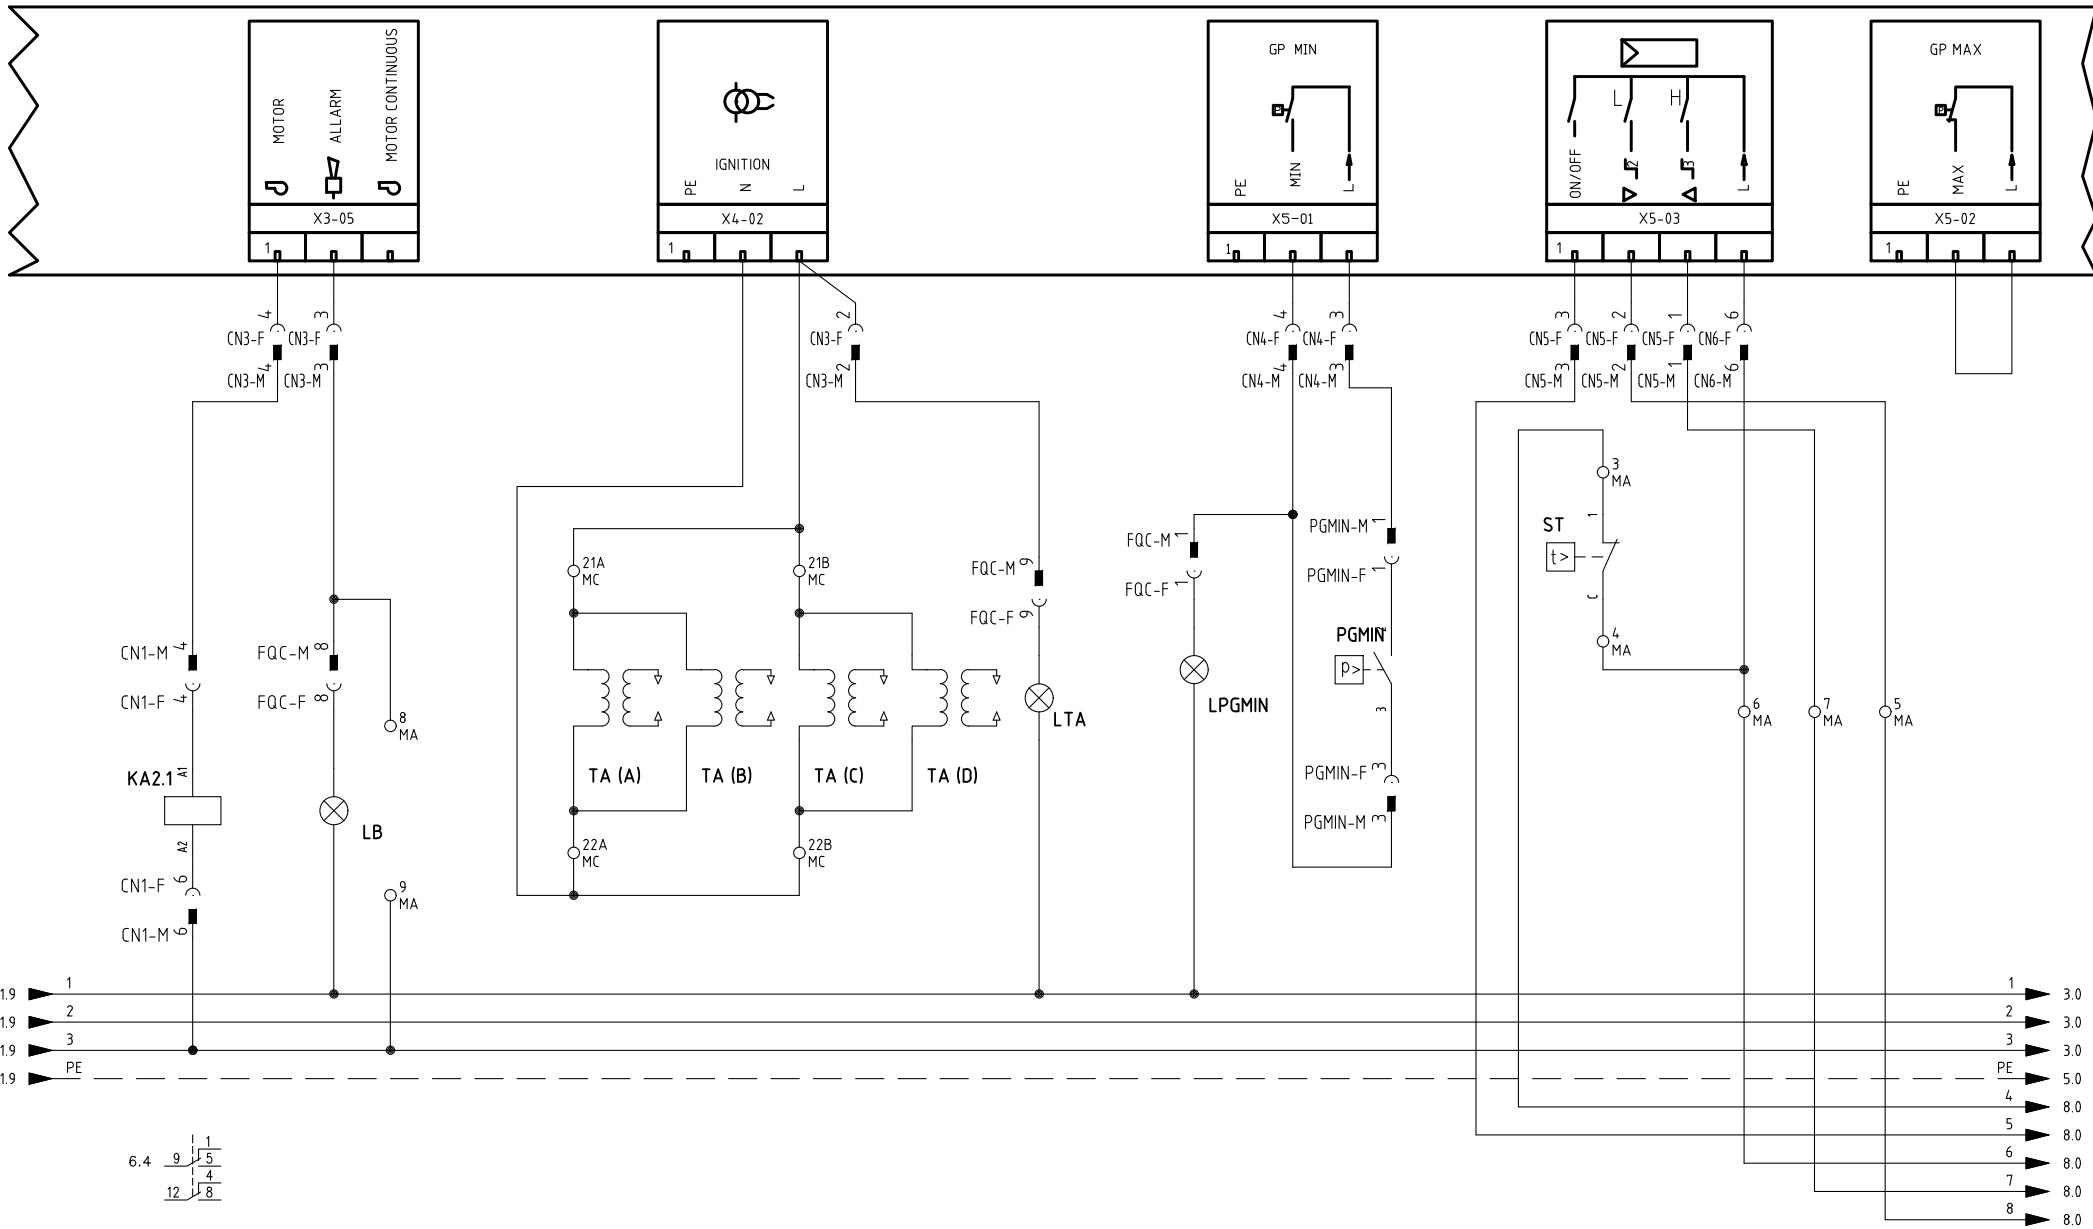 MOTOR
ALLARM
MOTOR CONTINUOUS
X3-05
1
IGNITION
PE
N
L
X4-02
1
GP MIN
PE
MIN
L
X5-01
1
L
H
ON/OFF
2
3
L
X5-03
1
GP MAX
PE
MAX
L
X5-02
1
4
CN3-F
3
CN3-F
4
CN3-M
3
CN3-M
2
CN3-F
2
CN3-M
4
CN4-F
3
CN4-F
4
CN4-M
3
CN4-M
3
CN5-F
2
CN5-F
1
CN5-F
6
CN6-F
3
CN5-M
2
CN5-M
1
CN5-M
6
CN6-M
3
MA
1
ST
t>
C
4
MA
PGMIN-M 1
PGMIN-F 1
FQC-M 1
FQC-F 1
21A
MC
21B
MC
FQC-M 9
FQC-F 9
CN1-M 4
CN1-F 4
FQC-M 8
FQC-F 8
8
MA
PGMIN
p>
3
LPGMIN
LTA
6
MA
7
MA
5
MA
KA2.1
A1
A2
TA (A)
TA (B)
TA (C)
TA (D)
PGMIN-F 3
PGMIN-M 3
LB
22A
MC
22B
MC
CN1-F 6
CN1-M 6
9
MA
1.9 1 1 3.0
1.9 2 2 3.0
1.9 3 3 3.0
1.9 PE PE 5.0
4 8.0
5 8.0
6 8.0
7 8.0
8 8.0
1
6.4 9 5
4
12 8